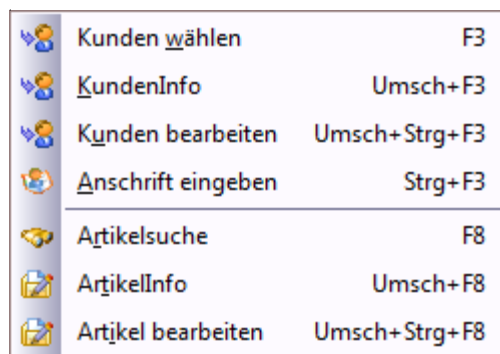 Kunden wählen F3
KundenInfo Umsch+F3
Kunden bearbeiten Umsch+Strg+F3
Anschrift eingeben Strg+F3
Artikelsuche F8
ArtikelInfo Umsch+F8
Artikel bearbeiten Umsch+Strg+F8